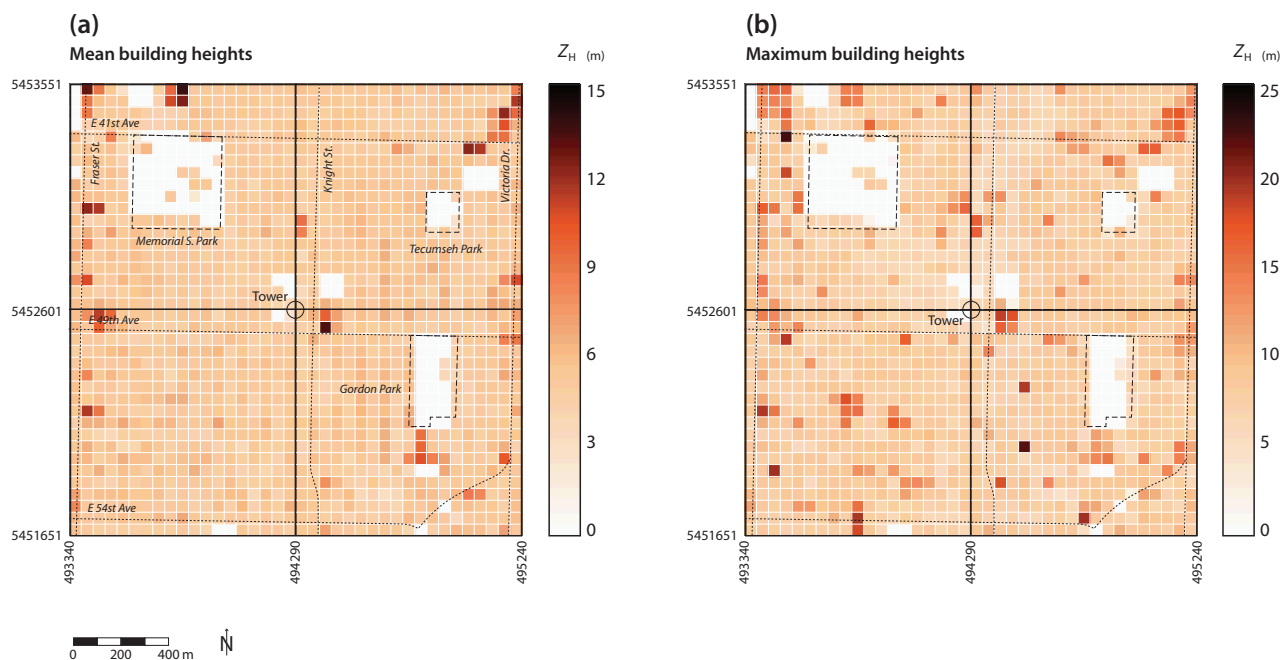 (a)
Mean building heights
Z_H (m)
5453551
5452601
5451651
493340
494290
495240
E 41st Ave
Fraser St.
Knight St.
Victoria Dr.
Memorial S. Park
Tecumseh Park
Tower
E 49th Ave
Gordon Park
E 54st Ave
15
12
9
6
3
0
(b)
Maximum building heights
Z_H (m)
5453551
5452601
5451651
493340
494290
495240
Tower
25
20
15
10
5
0
0 200 400 m
N